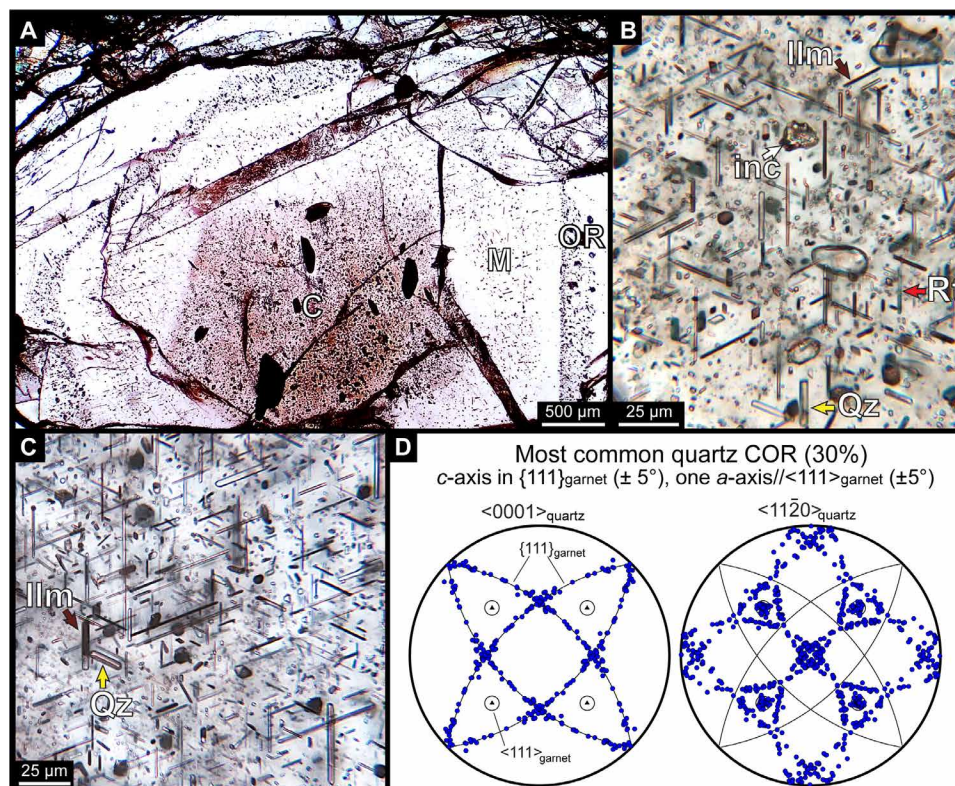 A
C
M
OR
500 µm
B
Ilm
inc
Rt
Qz
25 µm
C
Ilm
Qz
25 µm
D
Most common quartz COR (30%)
c-axis in {111}garnet (± 5°), one a-axis//<111>garnet (±5°)
<0001>quartz
<112̄0>quartz
{111}garnet
<111>garnet